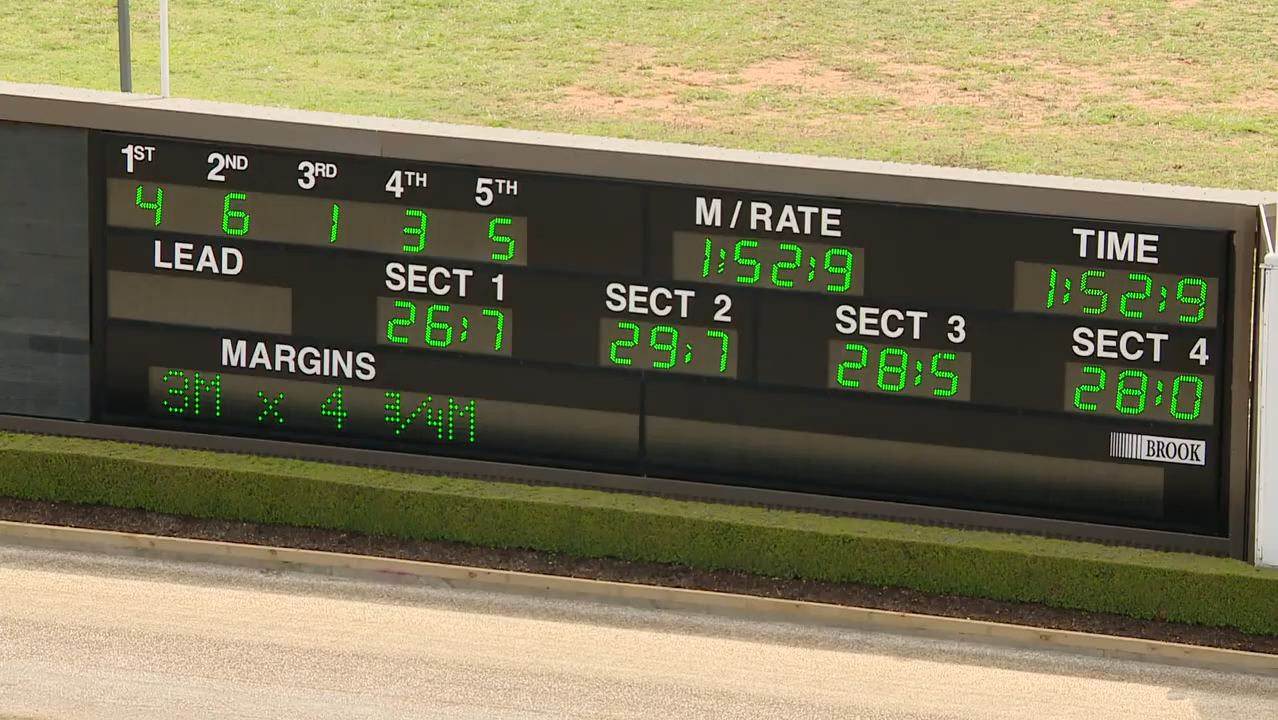 1ST 2ND 3RD 4TH 5TH
4 6 1 3 5
M / RATE
1:52:9
TIME
1:52:9
LEAD
SECT 1
26:7
SECT 2
29:7
SECT 3
28:5
SECT 4
28:0
MARGINS
3M x 4 3/4M
BROOK